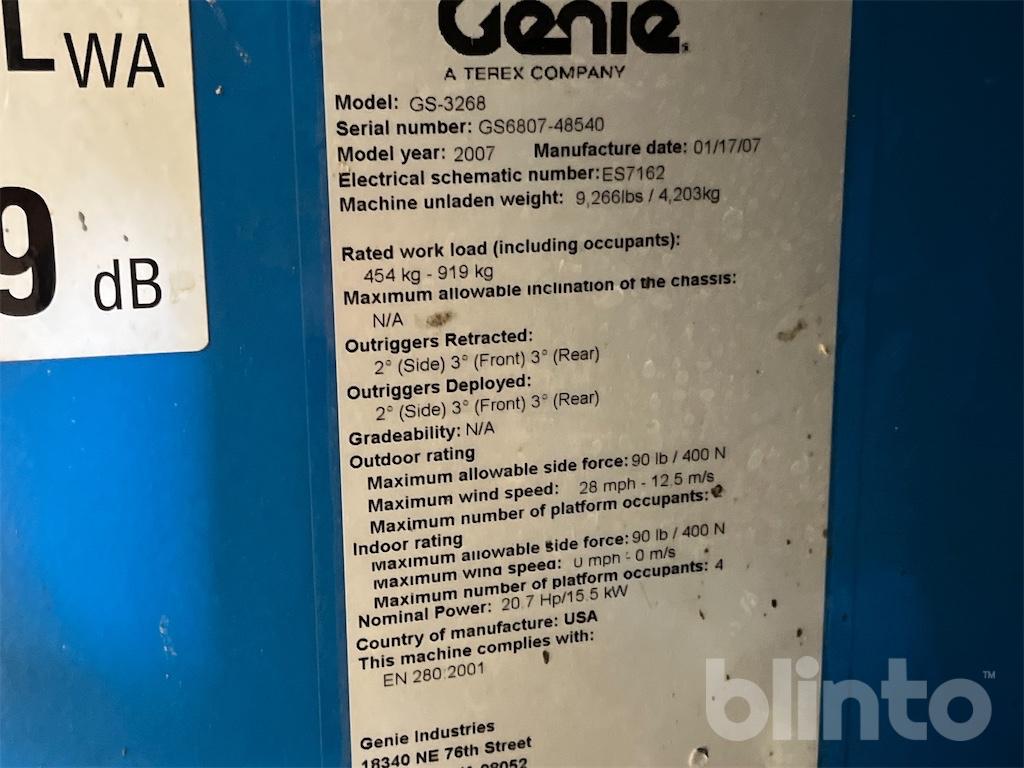 LWA
9 dB
Genie
A TEREX COMPANY
Model: GS-3268
Serial number: GS6807-48540
Model year: 2007 Manufacture date: 01/17/07
Electrical schematic number:ES7162
Machine unladen weight: 9,266lbs / 4,203kg
Rated work load (including occupants):
454 kg - 919 kg
Maximum allowable inclination of the chassis:
N/A
Outriggers Retracted:
2° (Side) 3° (Front) 3° (Rear)
Outriggers Deployed:
2° (Side) 3° (Front) 3° (Rear)
Gradeability: N/A
Outdoor rating
Maximum allowable side force: 90 lb / 400 N
Maximum wind speed: 28 mph - 12.5 m/s
Maximum number of platform occupants: 2
Indoor rating
Maximum allowable side force: 90 lb / 400 N
Maximum wind speed: 0 mph - 0 m/s
Maximum number of platform occupants: 4
Nominal Power: 20.7 Hp/15.5 kW
Country of manufacture: USA
This machine complies with:
EN 280:2001
Genie Industries
18340 NE 76th Street
98052
blinto™